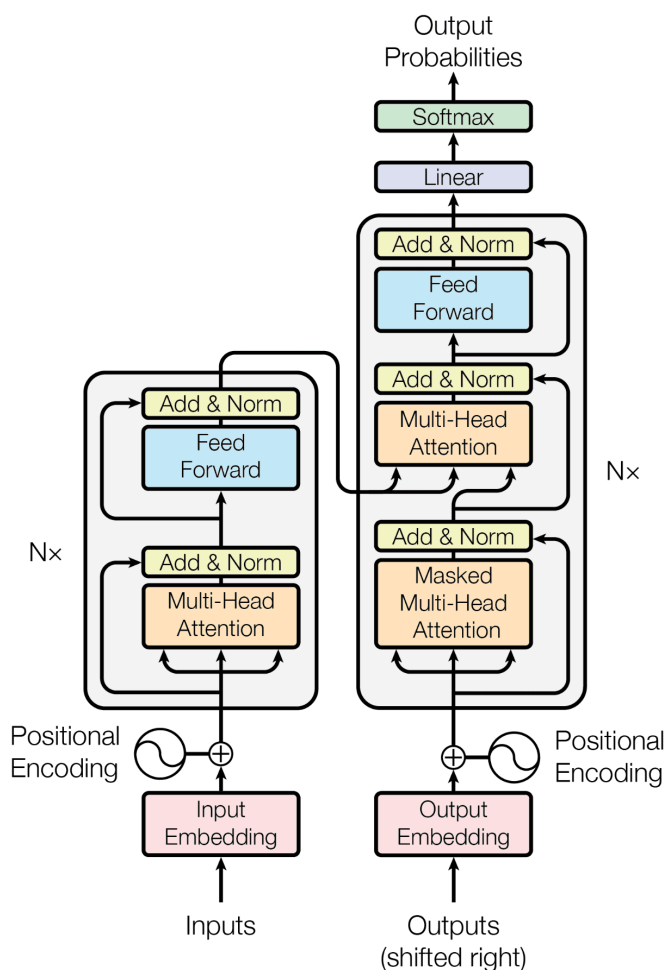 Output
Probabilities
Softmax
Linear
Add & Norm
Feed
Forward
Add & Norm
Multi-Head
Attention
Nx
Add & Norm
Masked
Multi-Head
Attention
Add & Norm
Feed
Forward
Nx
Add & Norm
Multi-Head
Attention
Positional
Encoding
Positional
Encoding
Input
Embedding
Output
Embedding
Inputs
Outputs
(shifted right)